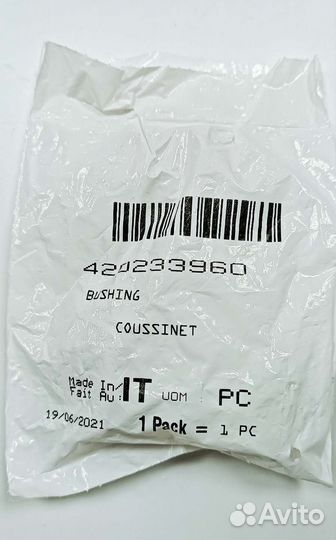 420233960
BUSHING
COUSSINET
Made In/
Fait Au: IT UOM : PC
19/06/2021 1 Pack = 1 PC
Avito